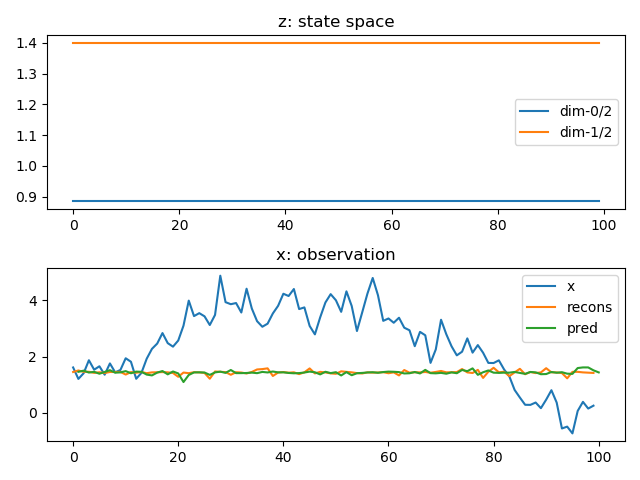 z: state space
1.4
1.3
1.2
1.1
1.0
0.9
dim-0/2
dim-1/2
0 20 40 60 80 100
x: observation
4
2
0
x
recons
pred
0 20 40 60 80 100